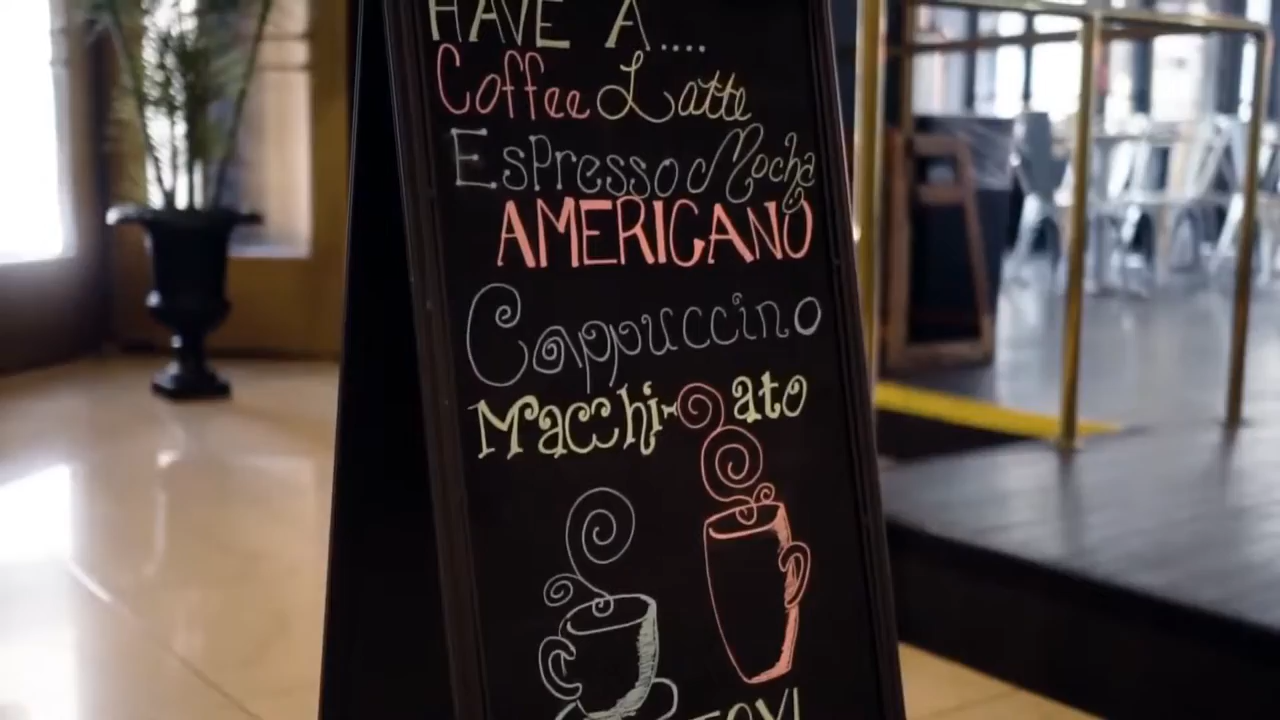 HAVE A....
Coffee Latte
Espresso Mocha
AMERICANO
Cappuccino
Macchi-ato